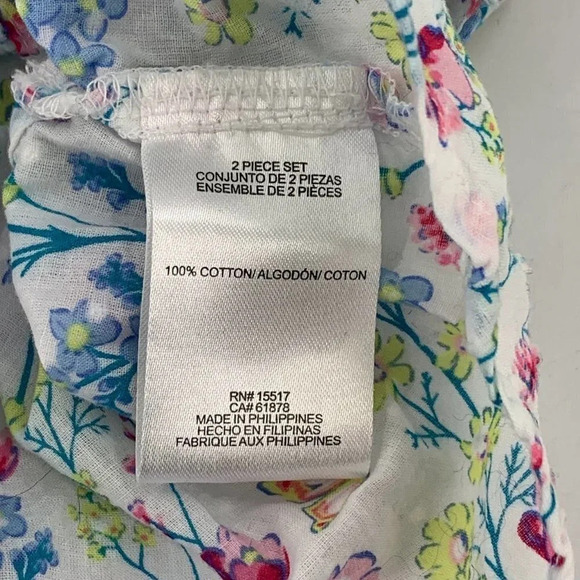 2 PIECE SET
CONJUNTO DE 2 PIEZAS
ENSEMBLE DE 2 PIÈCES
100% COTTON/ ALGODÓN/ COTON
RN# 15517
CA# 61878
MADE IN PHILIPPINES
HECHO EN FILIPINAS
FABRIQUE AUX PHILIPPINES